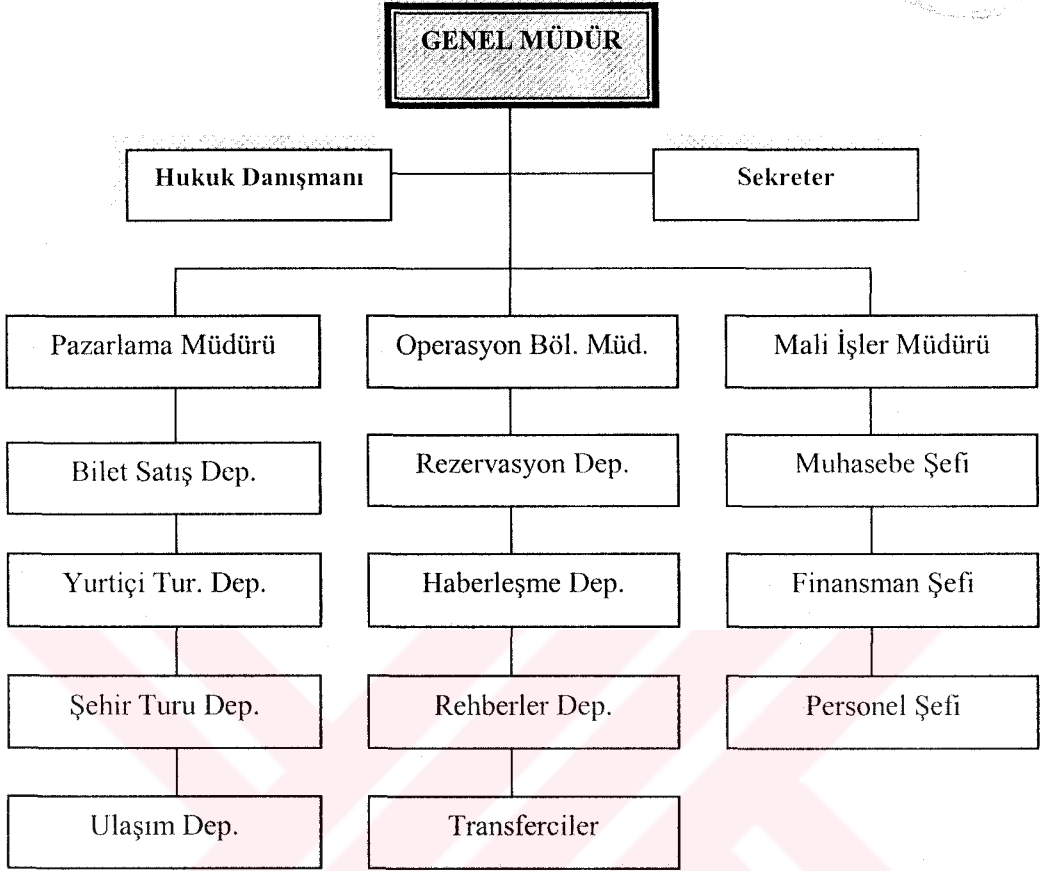 GENEL MÜDÜR
Hukuk Danışmanı
Sekreter
Pazarlama Müdürü
Operasyon Böl. Müd.
Mali İşler Müdürü
Bilet Satış Dep.
Rezervasyon Dep.
Muhasebe Şefi
Yurtiçi Tur. Dep.
Haberleşme Dep.
Finansman Şefi
Şehir Turu Dep.
Rehberler Dep.
Personel Şefi
Ulaşım Dep.
Transferciler